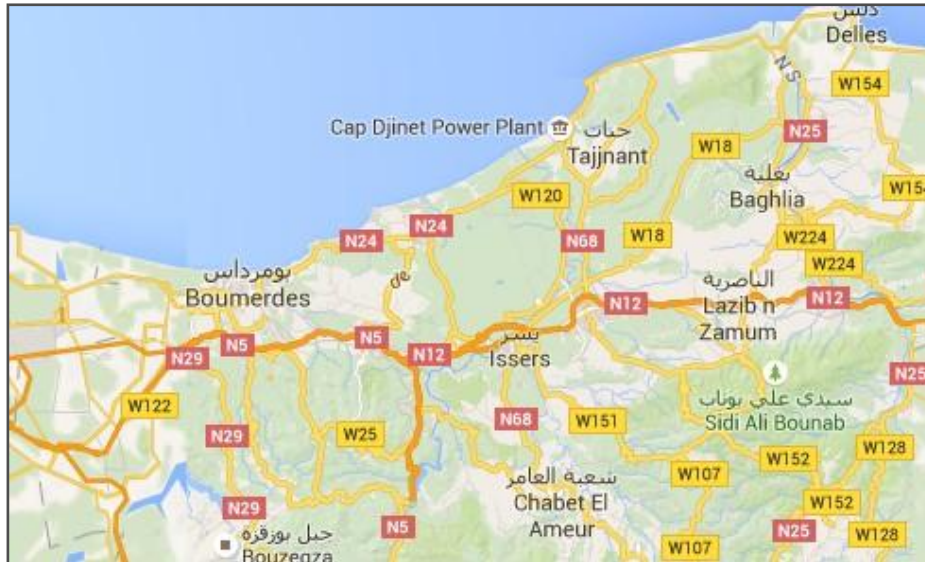 دلس
Dellies
N S
W154
Cap Djinet Power Plant
جنات
Tajjnant
W18
N25
بغلية
Baghlia
W120
W154
N24
N24
N68
W18
W224
W224
بومرداس
Boumerdes
de
الناصرية
Lazib n
Zamum
N12
N12
N5
N5
N29
N12
يسر
Issers
N25
سيدي علي بوناب
Sidi Ali Bounab
W122
N29
W25
N68
W151
W128
W107
W152
شعبة العامر
Chabet El
Ameur
W152
N29
N5
N25
W128
جبل بوزقزة
Bouzegza
W107